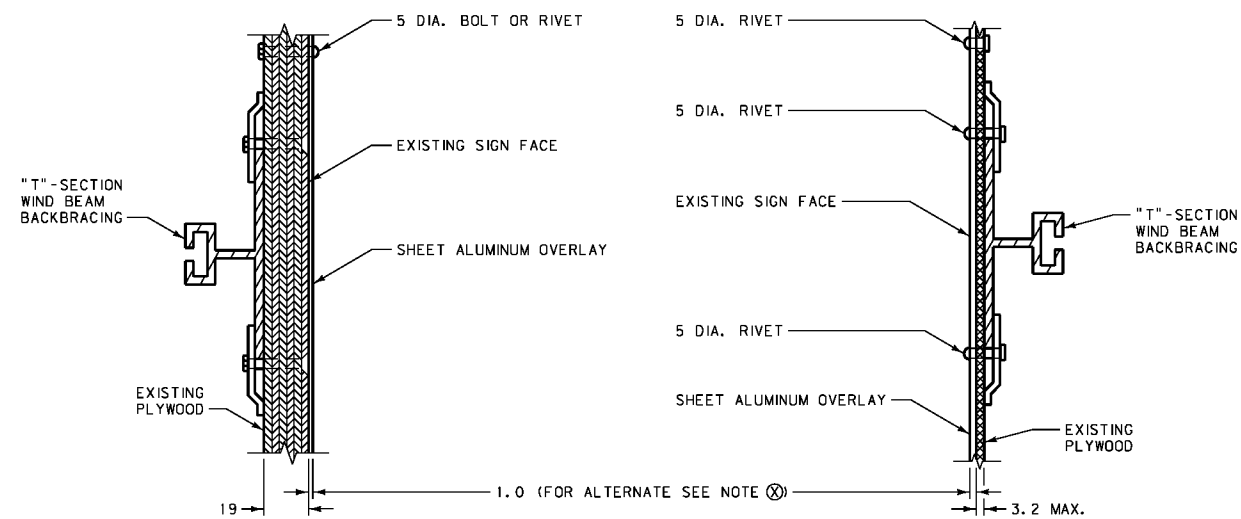 5 DIA. BOLT OR RIVET
EXISTING SIGN FACE
"T"-SECTION
WIND BEAM
BACKBRACING
SHEET ALUMINUM OVERLAY
EXISTING
PLYWOOD
19
5 DIA. RIVET
5 DIA. RIVET
EXISTING SIGN FACE
"T"-SECTION
WIND BEAM
BACKBRACING
5 DIA. RIVET
SHEET ALUMINUM OVERLAY
EXISTING
PLYWOOD
1.0 (FOR ALTERNATE SEE NOTE Ⓧ)
3.2 MAX.